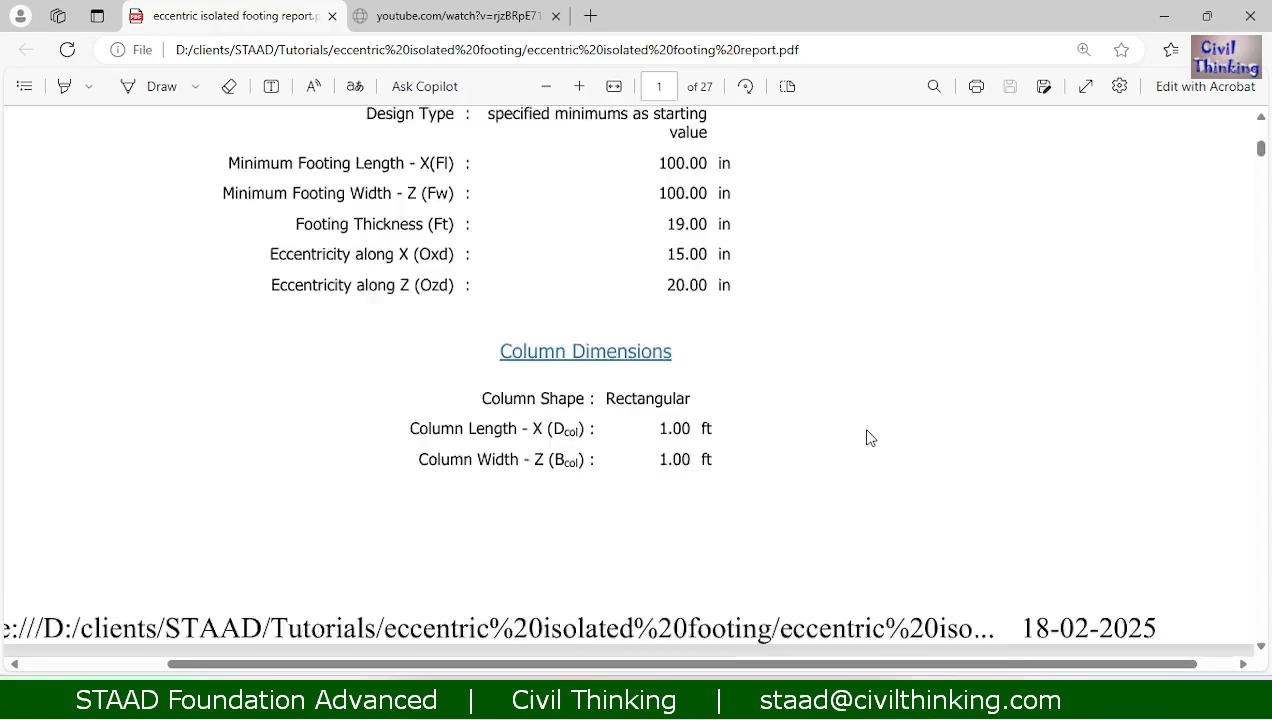 eccentric isolated footing report.p
youtube.com/watch?v=rjzBRpE71
File
D:/clients/STAAD/Tutorials/eccentric%20isolated%20footing/eccentric%20isolated%20footing%20report.pdf
Civil
Thinking
Draw
Ask Copilot
1 of 27
Edit with Acrobat
Design Type : specified minimums as starting
value
Minimum Footing Length - X(Fl) : 100.00 in
Minimum Footing Width - Z (Fw) : 100.00 in
Footing Thickness (Ft) : 19.00 in
Eccentricity along X (Oxd) : 15.00 in
Eccentricity along Z (Ozd) : 20.00 in
Column Dimensions
Column Shape : Rectangular
Column Length - X (Dcol) : 1.00 ft
Column Width - Z (Bcol) : 1.00 ft
e:///D:/clients/STAAD/Tutorials/eccentric%20isolated%20footing/eccentric%20iso... 18-02-2025
STAAD Foundation Advanced | Civil Thinking | staad@civilthinking.com